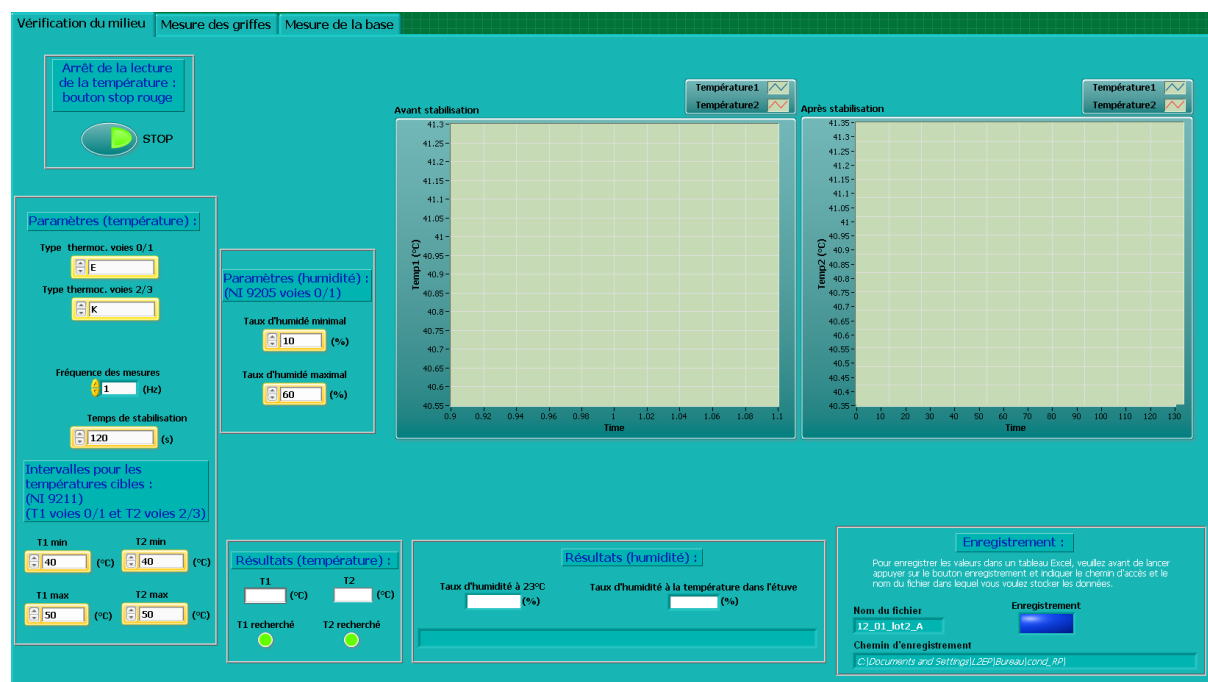 Vérification du milieu
Mesure des griffes
Mesure de la base
Arrêt de la lecture
de la température :
bouton stop rouge
STOP
Paramètres (température) :
Type thermoc. voies 0/1
E
Type thermoc. voies 2/3
K
Fréquence des mesures
1 (Hz)
Temps de stabilisation
120 (s)
Intervalles pour les
températures cibles :
(NI 9211)
(T1 voies 0/1 et T2 voies 2/3)
T1 min
T2 min
40 (°C)
40 (°C)
T1 max
T2 max
50 (°C)
50 (°C)
Paramètres (humidité) :
(NI 9205 voies 0/1)
Taux d'humidé minimal
10 (%)
Taux d'humidé maximal
60 (%)
Avant stabilisation
Température1
Température2
Temp1 (°C)
41.3
41.25
41.2
41.15
41.1
41.05
41
40.95
40.9
40.85
40.8
40.75
40.7
40.65
40.6
40.55
0.9 0.92 0.94 0.96 0.98 1 1.02 1.04 1.06 1.08 1.1
Time
Après stabilisation
Température1
Température2
Temp2 (°C)
41.35
41.3
41.25
41.2
41.15
41.1
41.05
41
40.95
40.9
40.85
40.8
40.75
40.7
40.65
40.6
40.55
40.5
40.45
40.4
40.35
0 10 20 30 40 50 60 70 80 90 100 110 120 130
Time
Résultats (température) :
T1
T2
(°C)
(°C)
T1 recherché
T2 recherché
Résultats (humidité) :
Taux d'humidité à 23°C
(%)
Taux d'humidité à la température dans l'étuve
(%)
Enregistrement :
Pour enregistrer les valeurs dans un tableau Excel, veuillez avant de lancer
appuyer sur le bouton enregistrement et indiquer le chemin d'accès et le
nom du fichier dans lequel vous voulez stocker les données.
Nom du fichier
12_01_lot2_A
Enregistrement
Chemin d'enregistrement
C:\Documents and Settings\L2EP\Bureau\cond_RP\